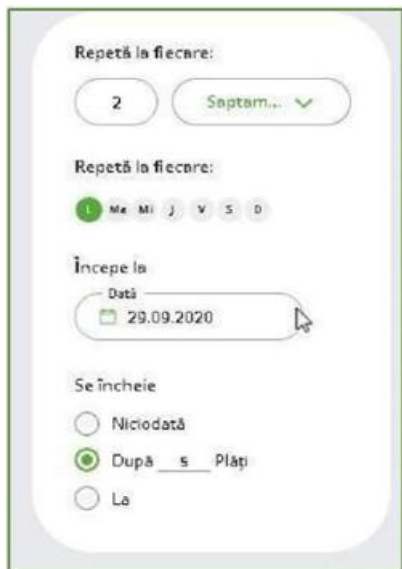 Repetă la fiecare:
2 Saptam...
Repetă la fiecare:
L Ma Mi J V S D
Începe la
Dată
29.09.2020
Se încheie
Niciodată
După 5 Plăți
La